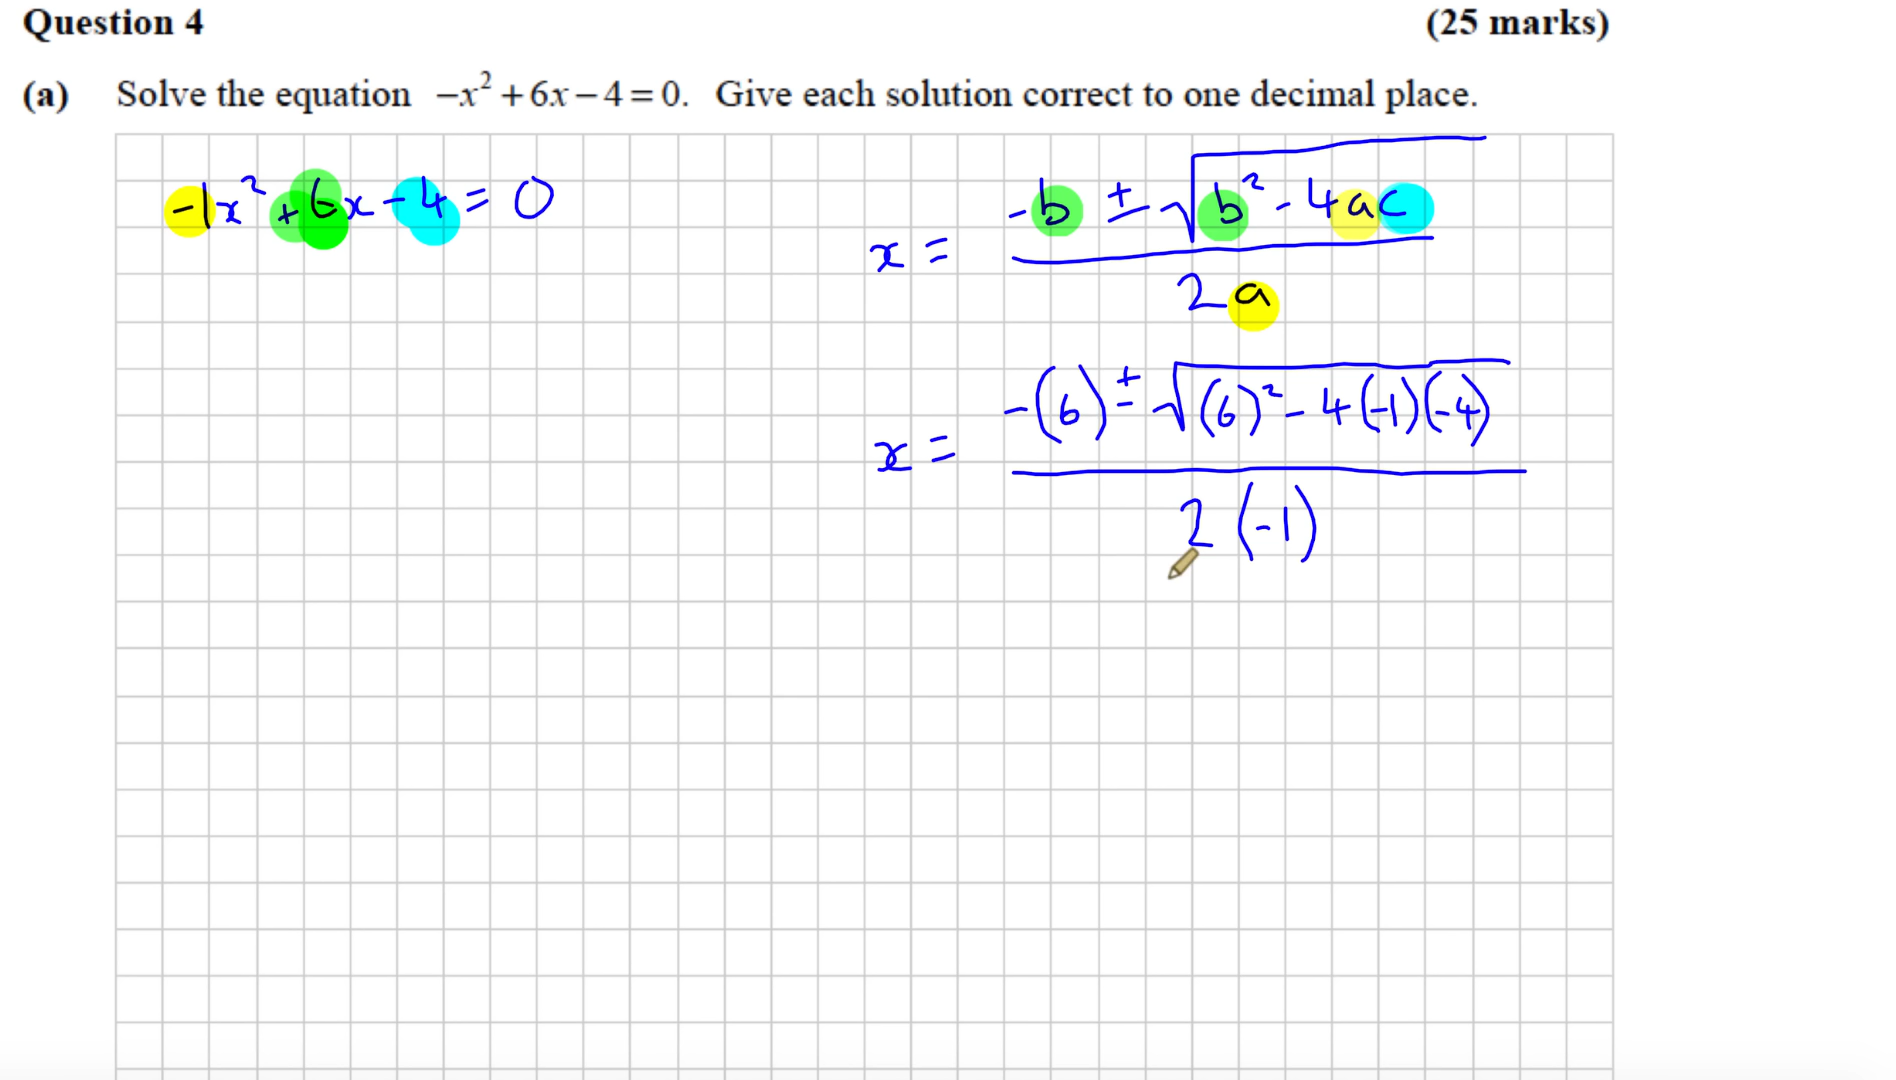 Question 4 (25 marks)
(a) Solve the equation −x² + 6x − 4 = 0. Give each solution correct to one decimal place.
-1x² + 6x - 4 = 0
x = (-b ± √(b² - 4ac)) / 2a
x = (-(6) ± √((6)² - 4(-1)(-4))) / 2(-1)